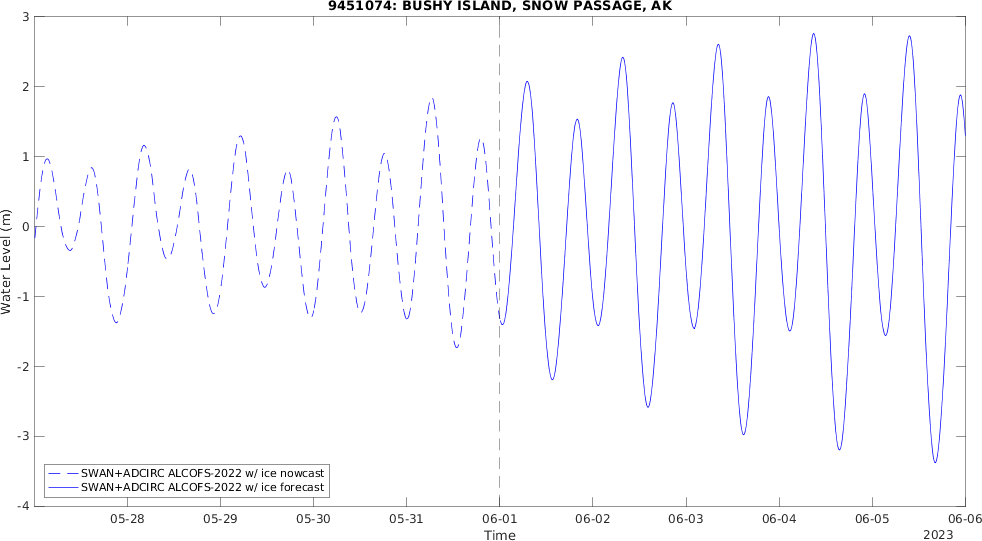 9451074: BUSHY ISLAND, SNOW PASSAGE, AK
Water Level (m)
3
2
1
0
-1
-2
-3
-4
SWAN+ADCIRC ALCOFS-2022 w/ ice nowcast
SWAN+ADCIRC ALCOFS-2022 w/ ice forecast
05-28 05-29 05-30 05-31 06-01 06-02 06-03 06-04 06-05 06-06
Time
2023